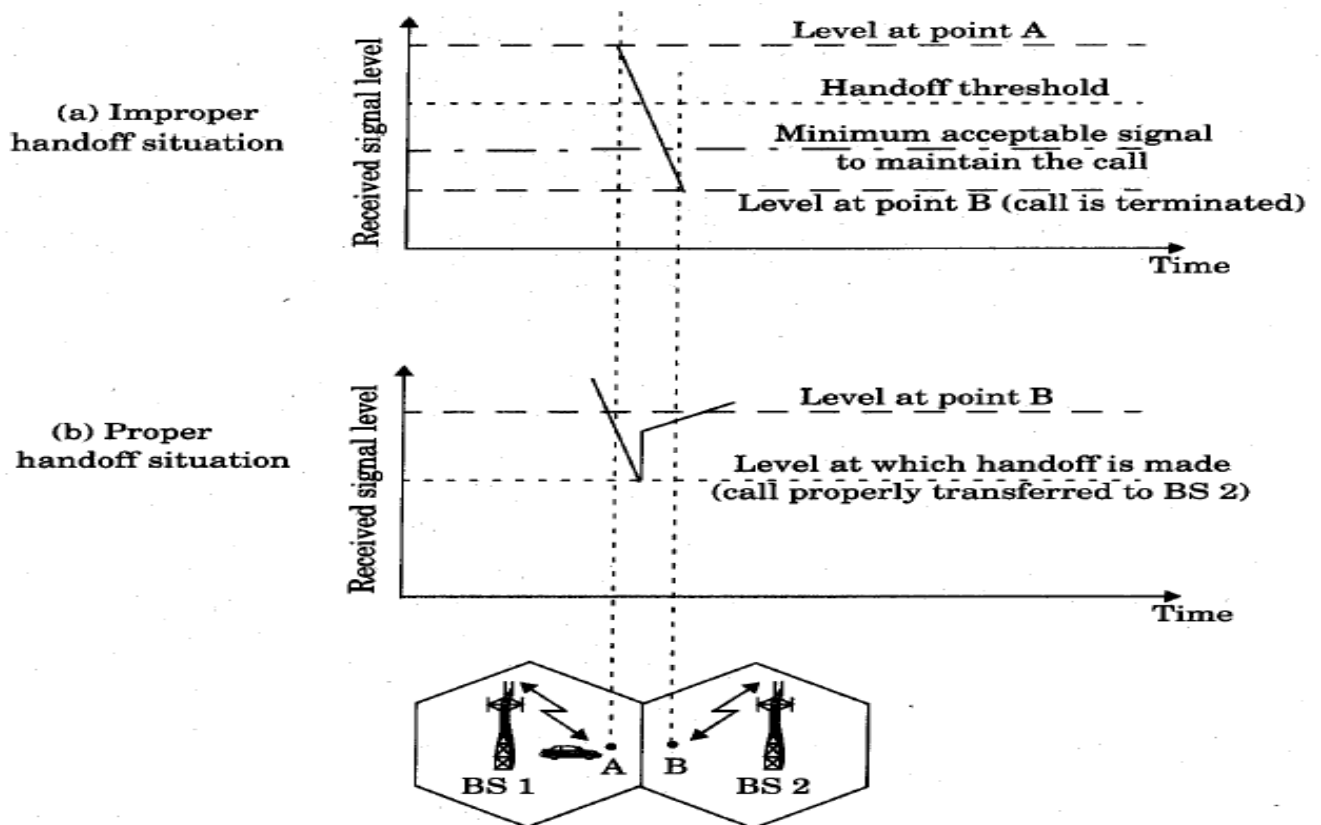 Level at point A
Handoff threshold
(a) Improper
handoff situation
Minimum acceptable signal
to maintain the call
Level at point B (call is terminated)
Received signal level
Time
Level at point B
(b) Proper
handoff situation
Level at which handoff is made
(call properly transferred to BS 2)
Received signal level
Time
A
B
BS 1
BS 2